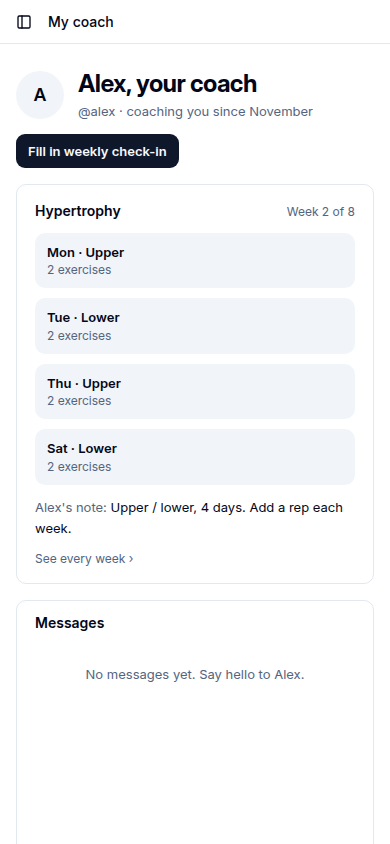 My coach
A
Alex, your coach
@alex · coaching you since November
Fill in weekly check-in
Hypertrophy
Week 2 of 8
Mon · Upper
2 exercises
Tue · Lower
2 exercises
Thu · Upper
2 exercises
Sat · Lower
2 exercises
Alex's note: Upper / lower, 4 days. Add a rep each
week.
See every week ›
Messages
No messages yet. Say hello to Alex.